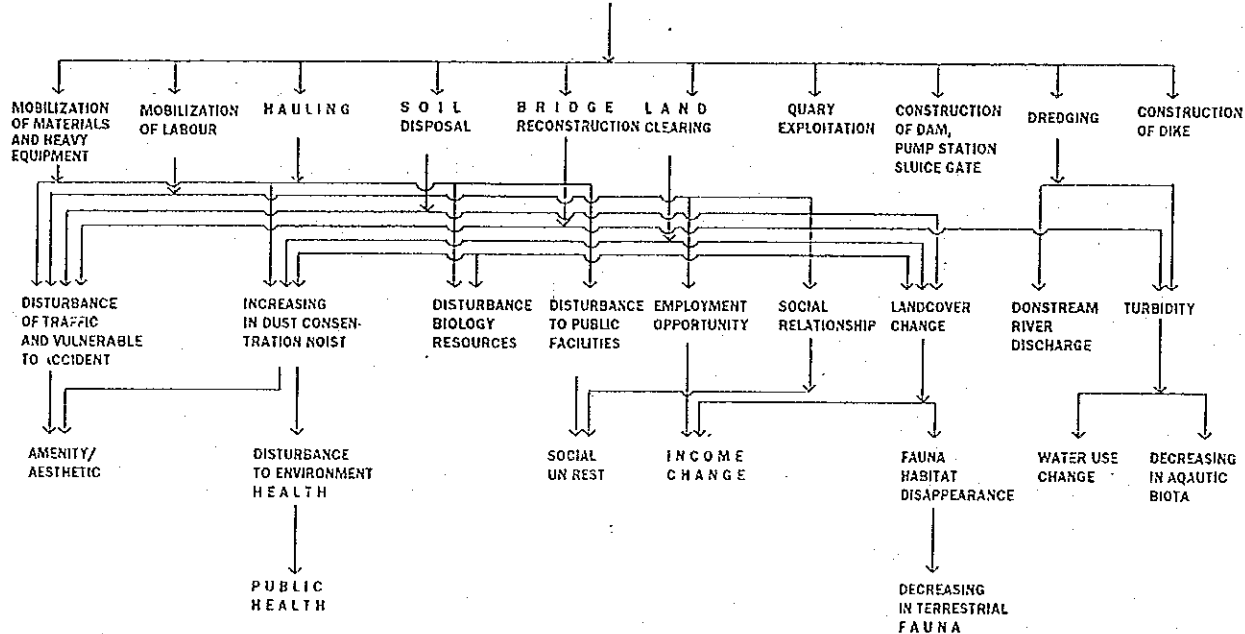 MOBILIZATION
OF MATERIALS
AND HEAVY
EQUIPMENT
MOBILIZATION
OF LABOUR
HAULING
SOIL
DISPOSAL
BRIDGE
RECONSTRUCTION
LAND
CLEARING
QUARY
EXPLOITATION
CONSTRUCTION
OF DAM,
PUMP STATION
SLUICE GATE
DREDGING
CONSTRUCTION
OF DIKE
DISTURBANCE
OF TRAFFIC
AND VULNERABLE
TO ACCIDENT
INCREASING
IN DUST CONSEN-
TRATION NOIST
DISTURBANCE
BIOLOGY
RESOURCES
DISTURBANCE
TO PUBLIC
FACILITIES
EMPLOYMENT
OPPORTUNITY
SOCIAL
RELATIONSHIP
LANDCOVER
CHANGE
DONSTREAM
RIVER
DISCHARGE
TURBIDITY
AMENITY/
AESTHETIC
DISTURBANCE
TO ENVIRONMENT
HEALTH
SOCIAL
UN REST
INCOME
CHANGE
FAUNA
HABITAT
DISAPPEARANCE
WATER USE
CHANGE
DECREASING
IN AQAUTIC
BIOTA
PUBLIC
HEALTH
DECREASING
IN TERRESTRIAL
FAUNA